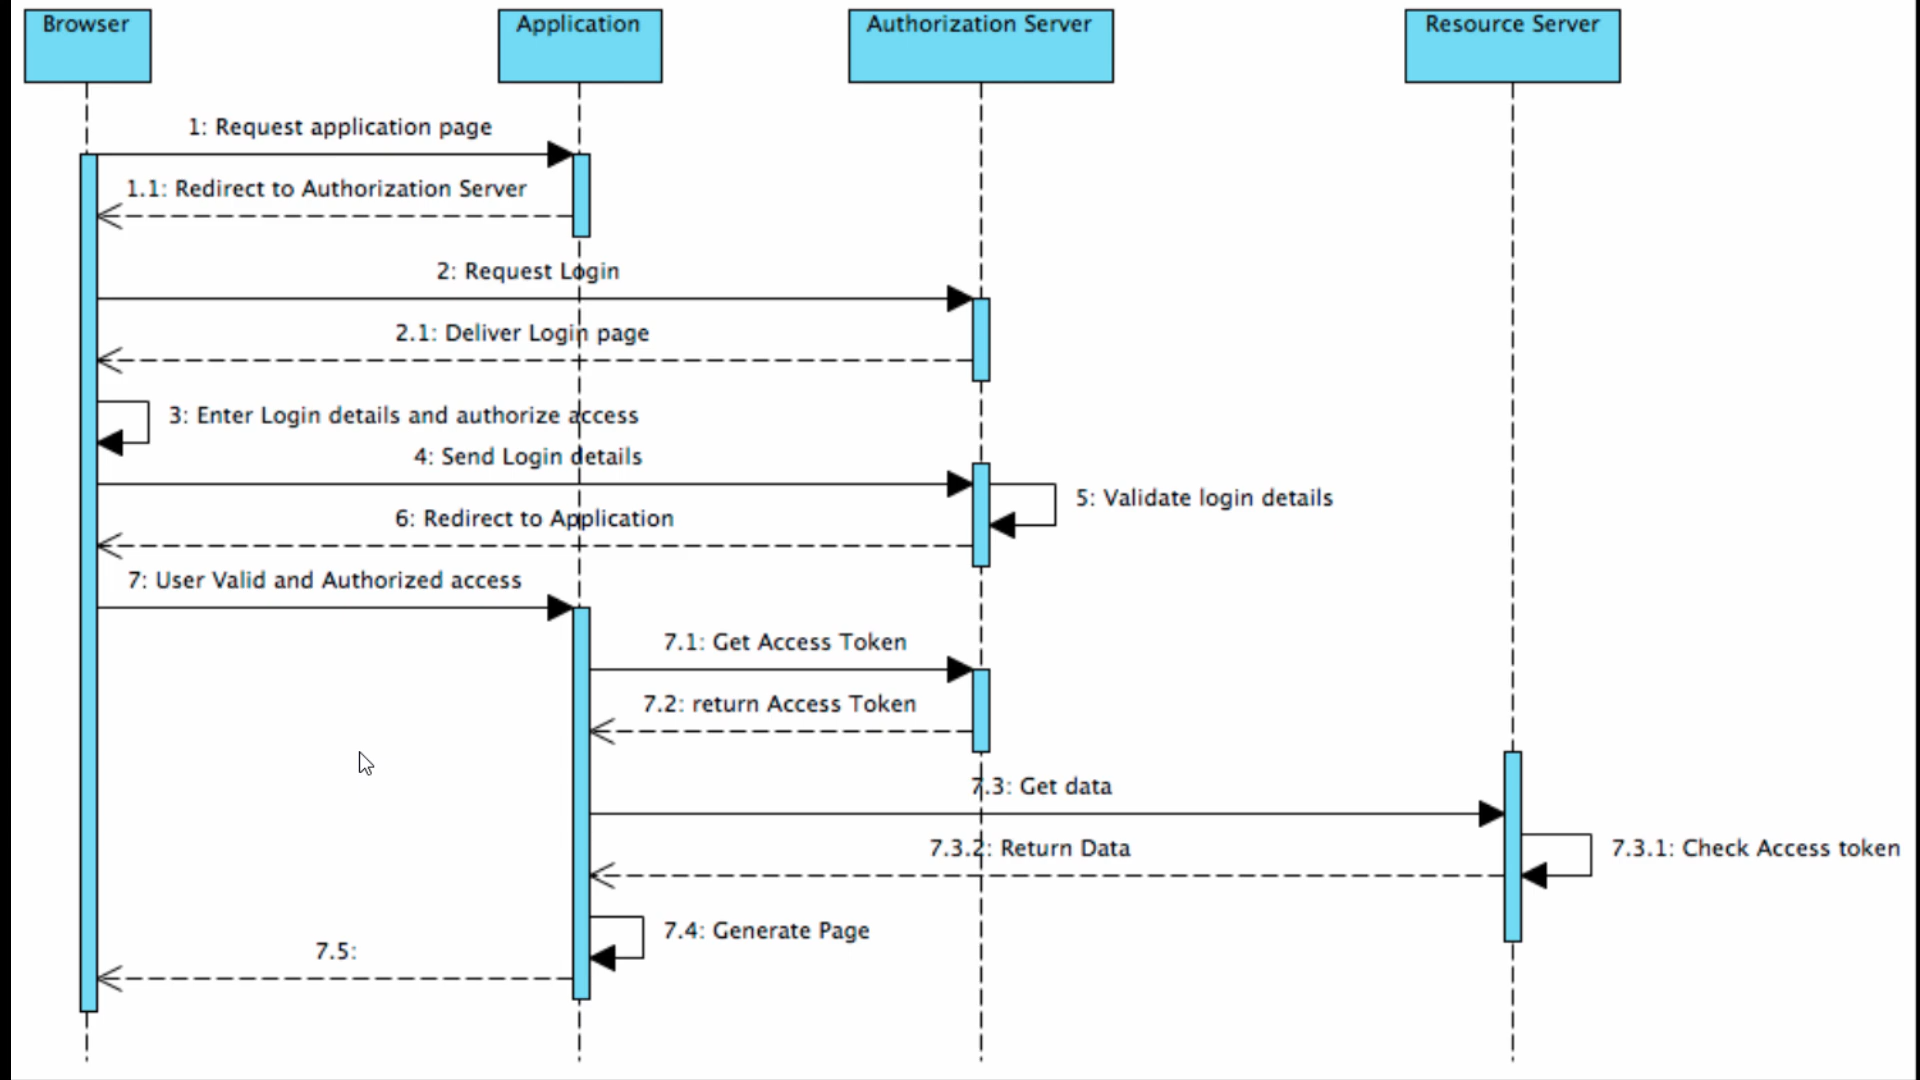 Browser
Application
Authorization Server
Resource Server
1: Request application page
1.1: Redirect to Authorization Server
2: Request Login
2.1: Deliver Login page
3: Enter Login details and authorize access
4: Send Login details
5: Validate login details
6: Redirect to Application
7: User Valid and Authorized access
7.1: Get Access Token
7.2: return Access Token
7.3: Get data
7.3.2: Return Data
7.3.1: Check Access token
7.4: Generate Page
7.5: